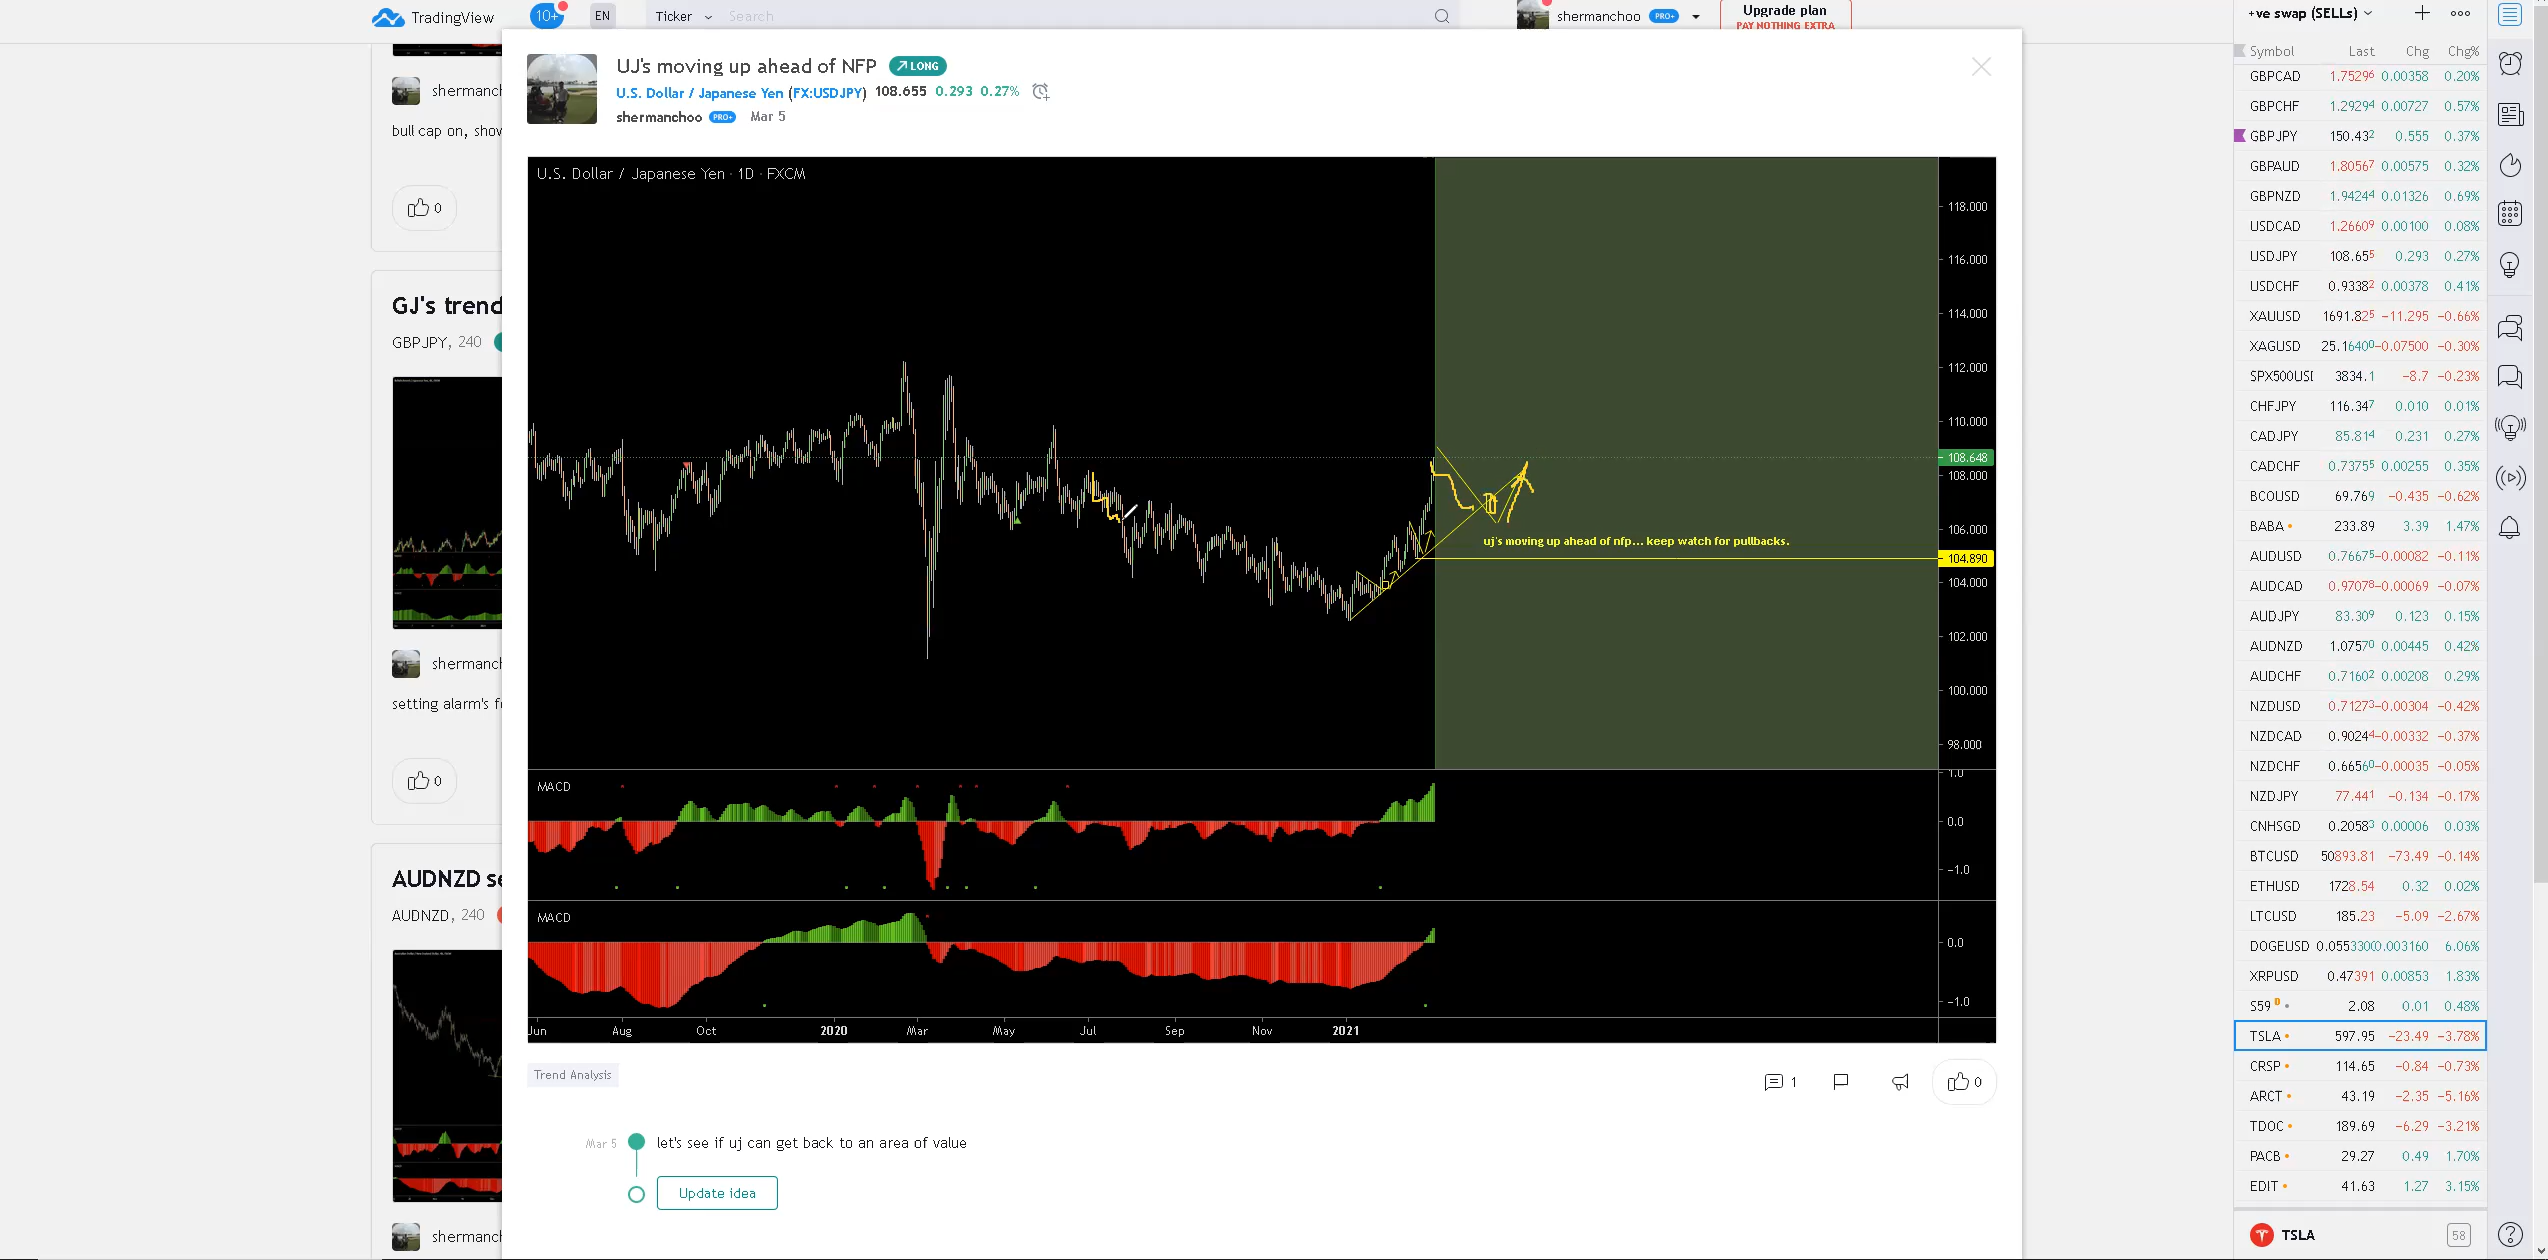 TradingView
10+
EN
Ticker
Search
shermanchoo PRO+
Upgrade plan
PAY NOTHING EXTRA
shermanch
bull cap on, shov
0
GJ's trend
GBPJPY, 240
shermanch
setting alarm's f
0
AUDNZD se
AUDNZD, 240
shermanch
UJ's moving up ahead of NFP LONG
U.S. Dollar / Japanese Yen (FX:USDJPY) 108.655 0.293 0.27%
shermanchoo PRO+ Mar 5
U.S. Dollar / Japanese Yen · 1D · FXCM
118.000
116.000
114.000
112.000
110.000
108.648
108.000
106.000
uj's moving up ahead of nfp... keep watch for pullbacks.
104.890
104.000
102.000
100.000
98.000
MACD
1.0
0.0
-1.0
MACD
0.0
-1.0
Jun Aug Oct 2020 Mar May Jul Sep Nov 2021
Trend Analysis
1
0
Mar 5 let's see if uj can get back to an area of value
Update idea
+ve swap (SELLs)
Symbol Last Chg Chg%
GBPCAD 1.75296 0.00358 0.20%
GBPCHF 1.29294 0.00727 0.57%
GBPJPY 150.432 0.555 0.37%
GBPAUD 1.80567 0.00575 0.32%
GBPNZD 1.94244 0.01326 0.69%
USDCAD 1.26609 0.00100 0.08%
USDJPY 108.655 0.293 0.27%
USDCHF 0.93382 0.00378 0.41%
XAUUSD 1691.825 −11.295 −0.66%
XAGUSD 25.16400 −0.07500 −0.30%
SPX500USD 3834.1 −8.7 −0.23%
CHFJPY 116.347 0.010 0.01%
CADJPY 85.814 0.231 0.27%
CADCHF 0.73755 0.00255 0.35%
BCOUSD 69.769 −0.435 −0.62%
BABA 233.89 3.39 1.47%
AUDUSD 0.76675 −0.00082 −0.11%
AUDCAD 0.97078 −0.00069 −0.07%
AUDJPY 83.309 0.123 0.15%
AUDNZD 1.07570 0.00445 0.42%
AUDCHF 0.71602 0.00208 0.29%
NZDUSD 0.71273 −0.00304 −0.42%
NZDCAD 0.90244 −0.00332 −0.37%
NZDCHF 0.66560 −0.00035 −0.05%
NZDJPY 77.441 −0.134 −0.17%
CNHSGD 0.20583 0.00006 0.03%
BTCUSD 50893.81 −73.49 −0.14%
ETHUSD 1728.54 0.32 0.02%
LTCUSD 185.23 −5.09 −2.67%
DOGEUSD 0.0553300 0.003160 6.06%
XRPUSD 0.47391 0.00853 1.83%
S59 D 2.08 0.01 0.48%
TSLA 597.95 −23.49 −3.78%
CRSP 114.65 −0.84 −0.73%
ARCT 43.19 −2.35 −5.16%
TDOC 189.69 −6.29 −3.21%
PACB 29.27 0.49 1.70%
EDIT 41.63 1.27 3.15%
TSLA 58